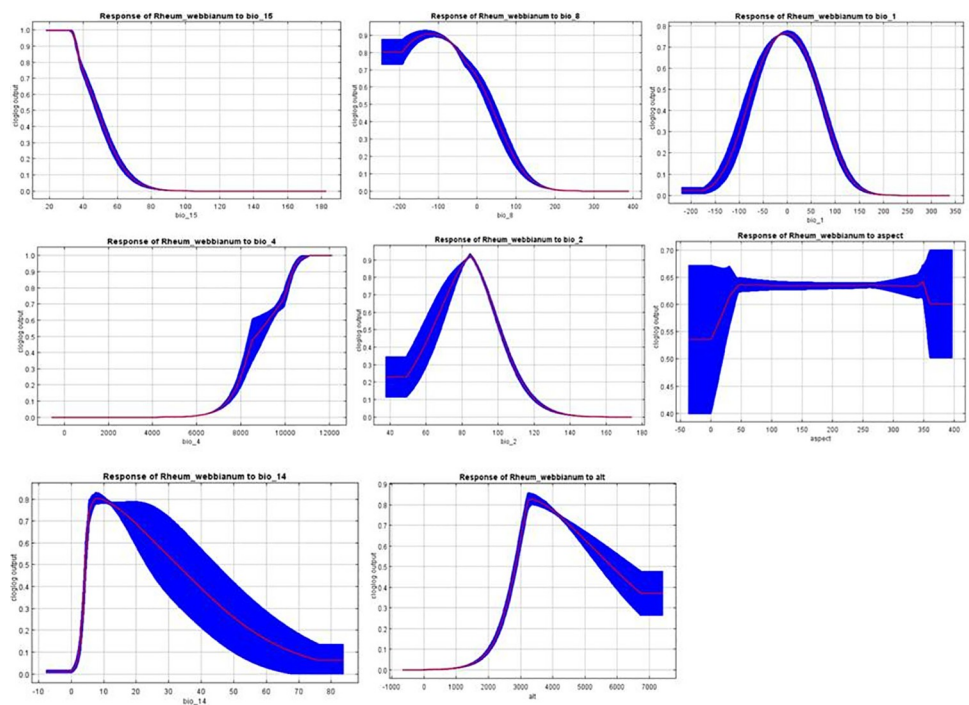 Response of Rheum_webbianum to bio_15
cloglog output
1.0
0.9
0.8
0.7
0.6
0.5
0.4
0.3
0.2
0.1
0.0
20 40 60 80 100 120 140 160 180
bio_15
Response of Rheum_webbianum to bio_8
cloglog output
1.0
0.9
0.8
0.7
0.6
0.5
0.4
0.3
0.2
0.1
0.0
-200 -100 0 100 200 300 400
bio_8
Response of Rheum_webbianum to bio_1
cloglog output
0.8
0.7
0.6
0.5
0.4
0.3
0.2
0.1
0.0
-200 -150 -100 -50 0 50 100 150 200 250 300 350
bio_1
Response of Rheum_webbianum to bio_4
cloglog output
1.0
0.9
0.8
0.7
0.6
0.5
0.4
0.3
0.2
0.1
0.0
0 2000 4000 6000 8000 10000 12000
bio_4
Response of Rheum_webbianum to bio_2
cloglog output
1.0
0.9
0.8
0.7
0.6
0.5
0.4
0.3
0.2
0.1
0.0
40 60 80 100 120 140 160 180
bio_2
Response of Rheum_webbianum to aspect
cloglog output
0.70
0.65
0.60
0.55
0.50
0.45
0.40
-50 0 50 100 150 200 250 300 350 400
aspect
Response of Rheum_webbianum to bio_14
cloglog output
0.9
0.8
0.7
0.6
0.5
0.4
0.3
0.2
0.1
0.0
-10 0 10 20 30 40 50 60 70 80
bio_14
Response of Rheum_webbianum to alt
cloglog output
0.9
0.8
0.7
0.6
0.5
0.4
0.3
0.2
0.1
0.0
-1000 0 1000 2000 3000 4000 5000 6000 7000
alt